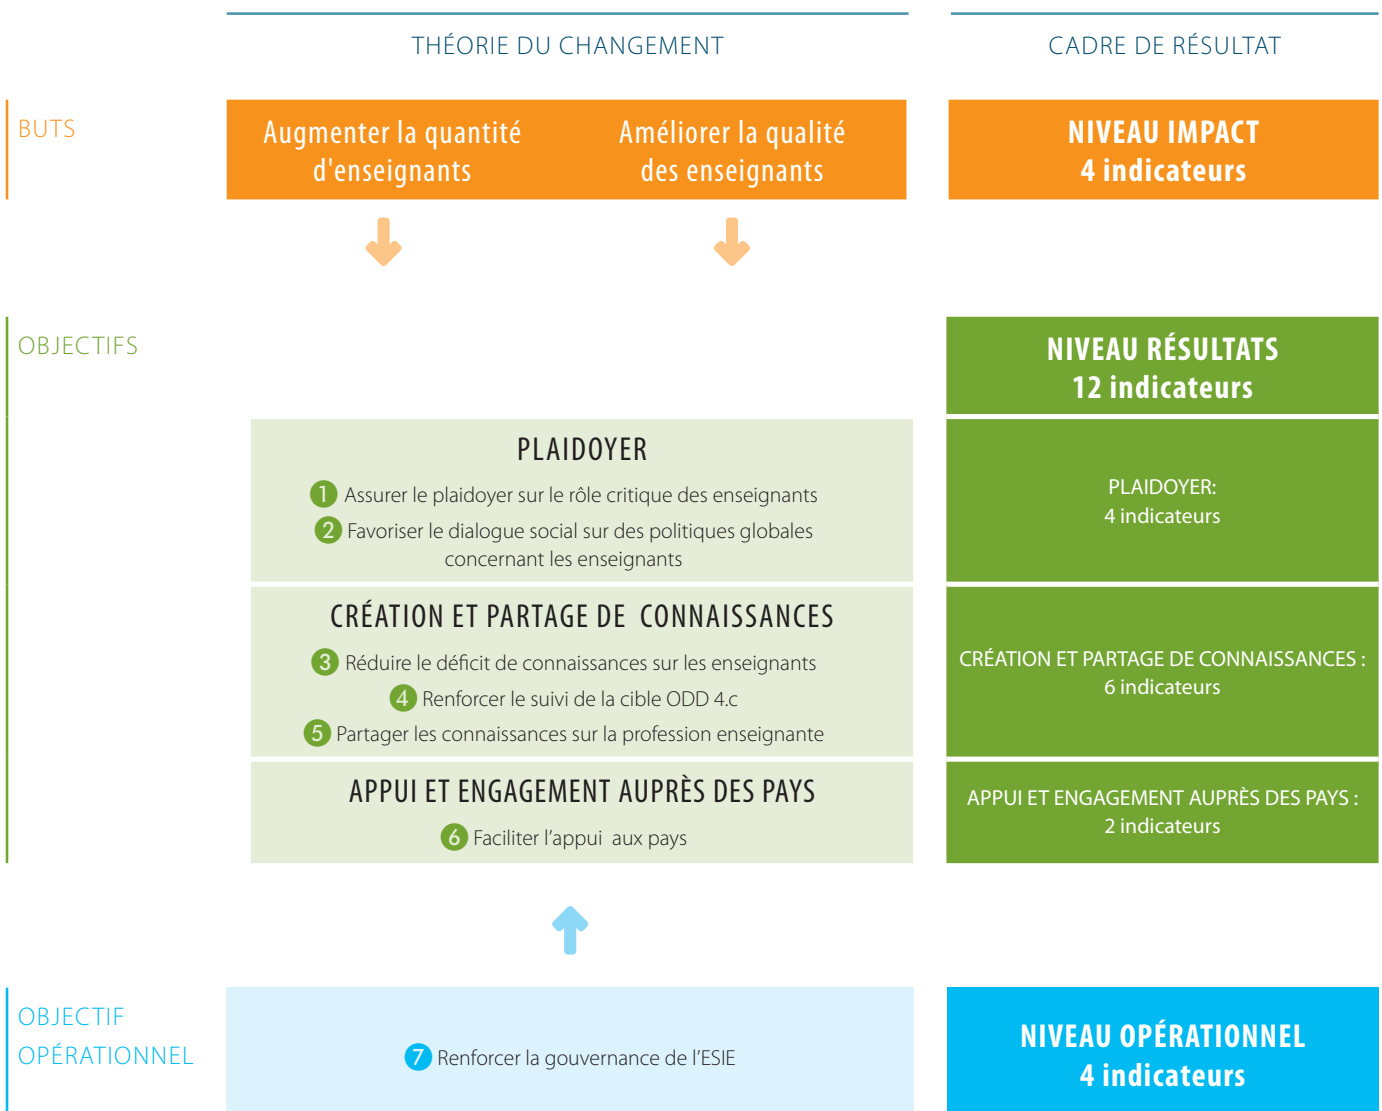 THÉORIE DU CHANGEMENT
CADRE DE RÉSULTAT
BUTS
Augmenter la quantité
d'enseignants
Améliorer la qualité
des enseignants
NIVEAU IMPACT
4 indicateurs
OBJECTIFS
NIVEAU RÉSULTATS
12 indicateurs
PLAIDOYER
1 Assurer le plaidoyer sur le rôle critique des enseignants
2 Favoriser le dialogue social sur des politiques globales
concernant les enseignants
PLAIDOYER:
4 indicateurs
CRÉATION ET PARTAGE DE CONNAISSANCES
3 Réduire le déficit de connaissances sur les enseignants
4 Renforcer le suivi de la cible ODD 4.c
5 Partager les connaissances sur la profession enseignante
CRÉATION ET PARTAGE DE CONNAISSANCES :
6 indicateurs
APPUI ET ENGAGEMENT AUPRÈS DES PAYS
6 Faciliter l’appui aux pays
APPUI ET ENGAGEMENT AUPRÈS DES PAYS :
2 indicateurs
OBJECTIF
OPÉRATIONNEL
7 Renforcer la gouvernance de l’ESIE
NIVEAU OPÉRATIONNEL
4 indicateurs